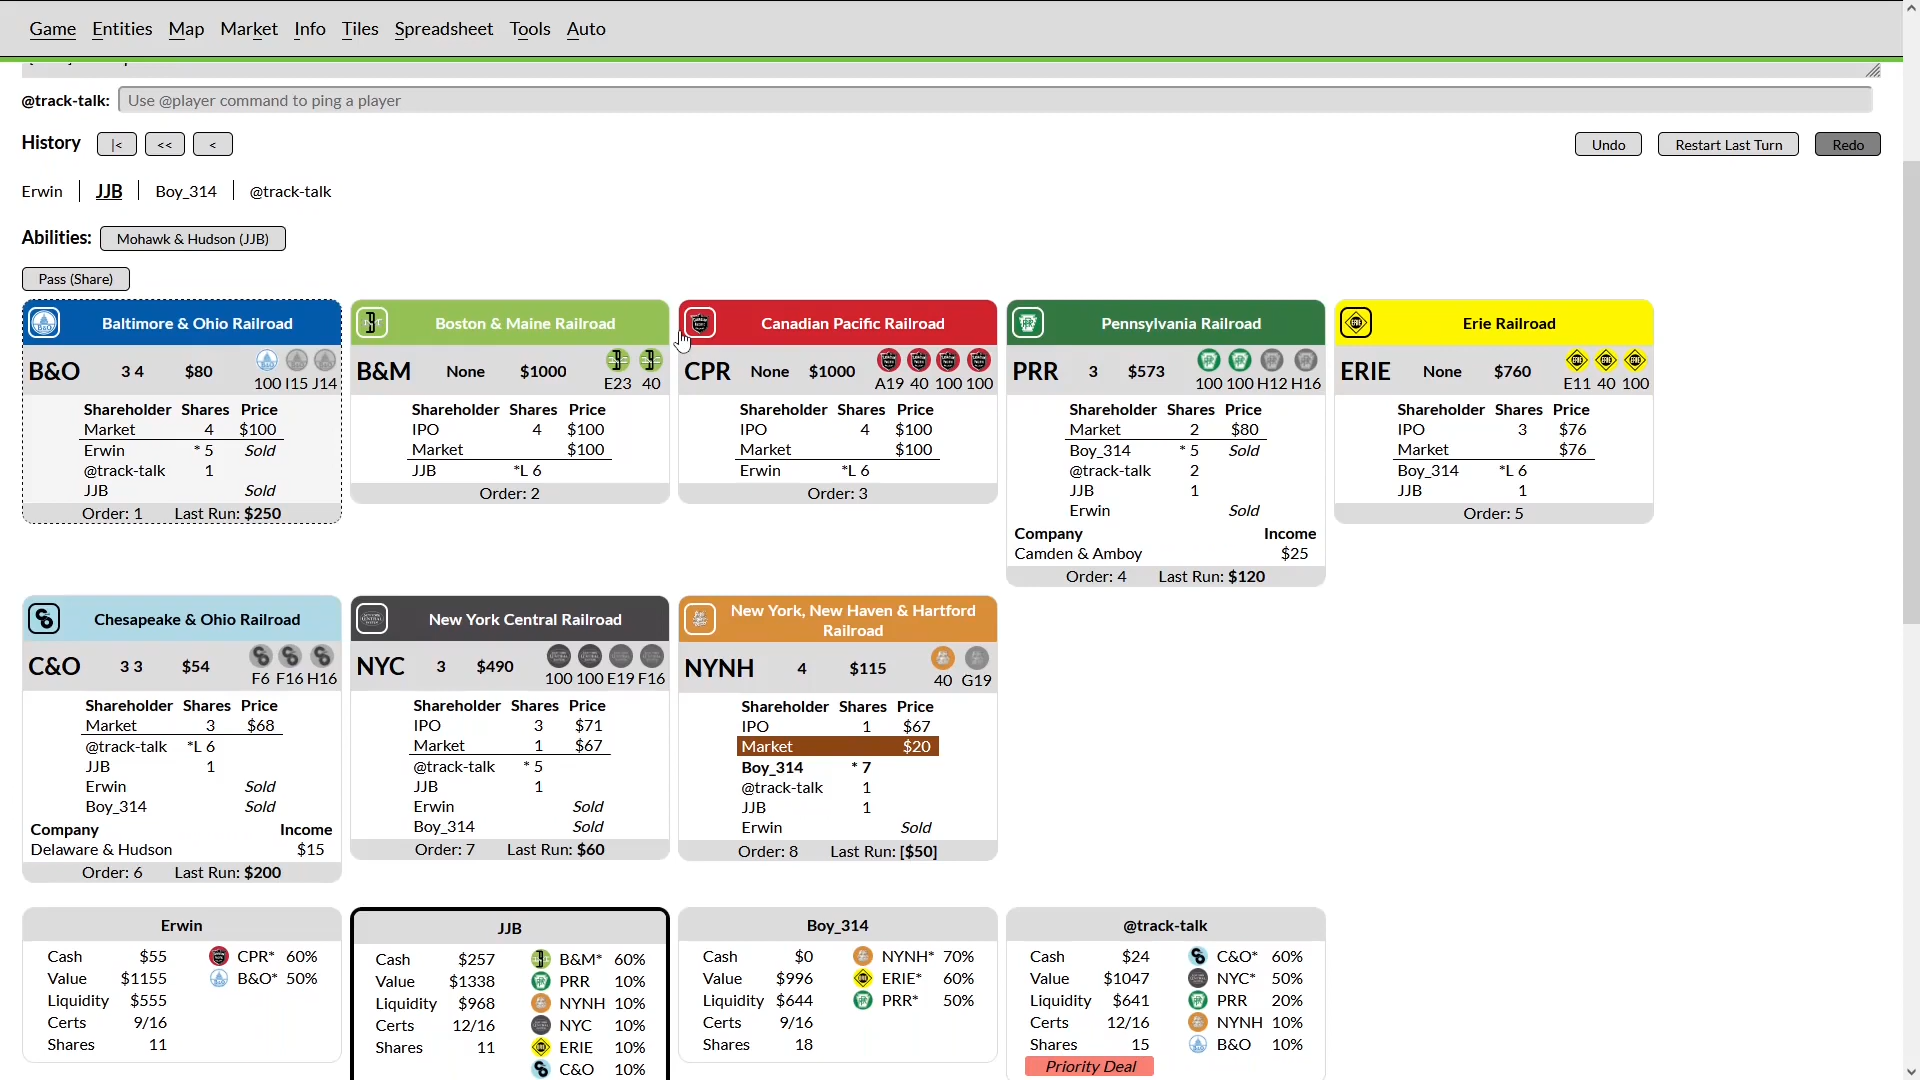 Game Entities Map Market Info Tiles Spreadsheet Tools Auto
@track-talk: Use @player command to ping a player
History |< << < Undo Restart Last Turn Redo
Erwin JJB Boy_314 @track-talk
Abilities: Mohawk & Hudson (JJB)
Pass (Share)
Baltimore & Ohio Railroad
B&O 3 4 $80 100 I15 J14
Shareholder Shares Price
Market 4 $100
Erwin * 5 Sold
@track-talk 1
JJB Sold
Order: 1 Last Run: $250
Boston & Maine Railroad
B&M None $1000 E23 40
Shareholder Shares Price
IPO 4 $100
Market $100
JJB *L 6
Order: 2
Canadian Pacific Railroad
CPR None $1000 A19 40 100 100
Shareholder Shares Price
IPO 4 $100
Market $100
Erwin *L 6
Order: 3
Pennsylvania Railroad
PRR 3 $573 100 100 H12 H16
Shareholder Shares Price
Market 2 $80
Boy_314 * 5 Sold
@track-talk 2
JJB 1
Erwin Sold
Company Income
Camden & Amboy $25
Order: 4 Last Run: $120
Erie Railroad
ERIE None $760 E11 40 100
Shareholder Shares Price
IPO 3 $76
Market $76
Boy_314 *L 6
JJB 1
Order: 5
Chesapeake & Ohio Railroad
C&O 3 3 $54 F6 F16 H16
Shareholder Shares Price
Market 3 $68
@track-talk *L 6
JJB 1
Erwin Sold
Boy_314 Sold
Company Income
Delaware & Hudson $15
Order: 6 Last Run: $200
New York Central Railroad
NYC 3 $490 100 100 E19 F16
Shareholder Shares Price
IPO 3 $71
Market 1 $67
@track-talk * 5
JJB 1
Erwin Sold
Boy_314 Sold
Order: 7 Last Run: $60
New York, New Haven & Hartford
Railroad
NYNH 4 $115 40 G19
Shareholder Shares Price
IPO 1 $67
Market $20
Boy_314 * 7
@track-talk 1
JJB 1
Erwin Sold
Order: 8 Last Run: [$50]
Erwin
Cash $55 CPR* 60%
Value $1155 B&O* 50%
Liquidity $555
Certs 9/16
Shares 11
JJB
Cash $257 B&M* 60%
Value $1338 PRR 10%
Liquidity $968 NYNH 10%
Certs 12/16 NYC 10%
Shares 11 ERIE 10%
C&O 10%
Boy_314
Cash $0 NYNH* 70%
Value $996 ERIE* 60%
Liquidity $644 PRR* 50%
Certs 9/16
Shares 18
@track-talk
Cash $24 C&O* 60%
Value $1047 NYC* 50%
Liquidity $641 PRR 20%
Certs 12/16 NYNH 10%
Shares 15 B&O 10%
Priority Deal